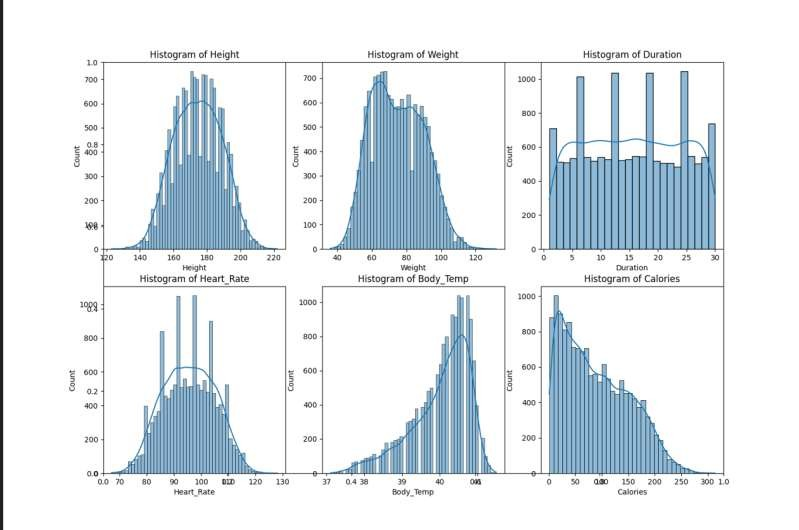 Histogram of Height
Histogram of Weight
Histogram of Duration
1.0
700
600
500
0.8
400
300
200
100
0
Count
120 140 160 180 200 220
Height
700
600
500
400
300
200
100
0
Count
40 60 80 100 120
Weight
1000
800
600
400
200
0
Count
0 5 10 15 20 25 30
Duration
Histogram of Heart_Rate
Histogram of Body_Temp
Histogram of Calories
1000
0.4
800
600
0.2
400
200
0.0
Count
0.0 70 80 90 100 110 120 130
Heart_Rate
1000
800
600
400
200
0
Count
37 0.4 38 39 40 41
Body_Temp
1000
800
600
400
200
0
Count
0 50 100 150 200 250 300 1.0
Calories